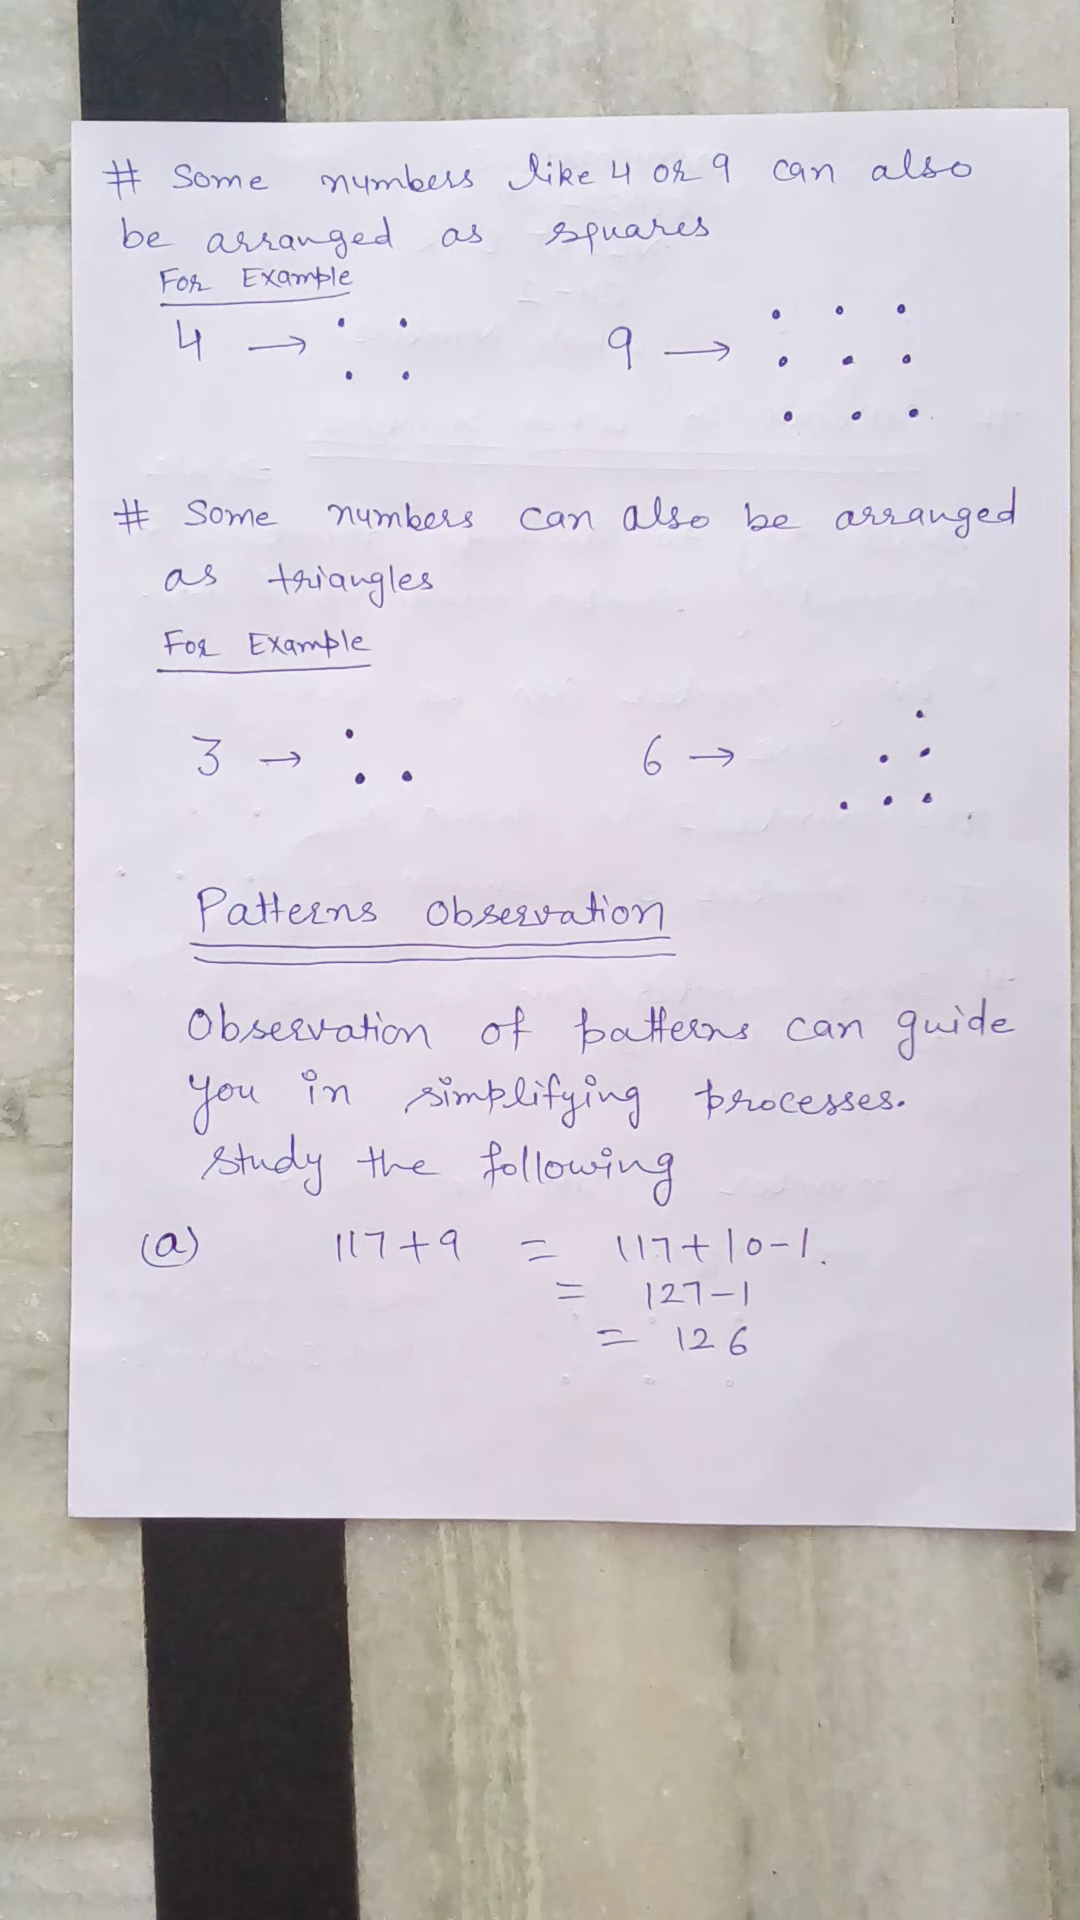 # Some numbers like 4 or 9 can also
be arranged as squares
For Example
4 → 9 →
# Some numbers can also be arranged
as triangles
For Example
3 → 6 →
Patterns Observation
Observation of patterns can guide
you in simplifying processes.
Study the following
(a) 117+9 = 117+10-1.
= 127-1
= 126